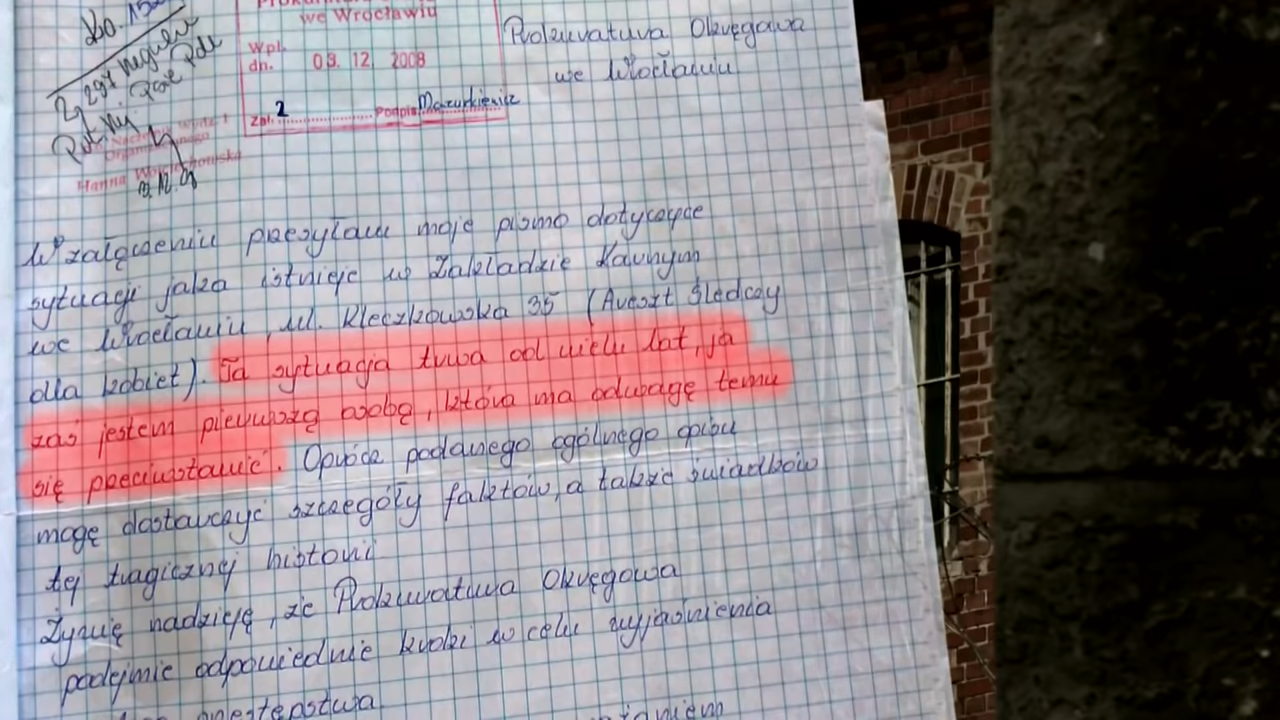 Ko.
we Wrocławiu
Wpł.
dn. 03. 12 2008
Zał. 2 Podpis Mazurkiewicz
Prokuratura Okręgowa
we Wrocławiu
Hanna
W załączeniu przesyłam moje pismo dotyczące
sytuacji jaka istnieje w Zakładzie Karnym
we Wrocławiu, ul. Kleczkowska 35 (Areszt Śledczy
dla kobiet). Ta sytuacja trwa od wielu lat, ja
zaś jestem pierwszą osobą, która ma odwagę temu
się przeciwstawić. Oprócz podanego ogólnego opisu
mogę dostarczyć szczegóły faktów, a także świadków
tej tragicznej historii
Żywię nadzieję, że Prokuratura Okręgowa
podejmie odpowiednie kroki w celu wyjaśnienia
przestępstwa